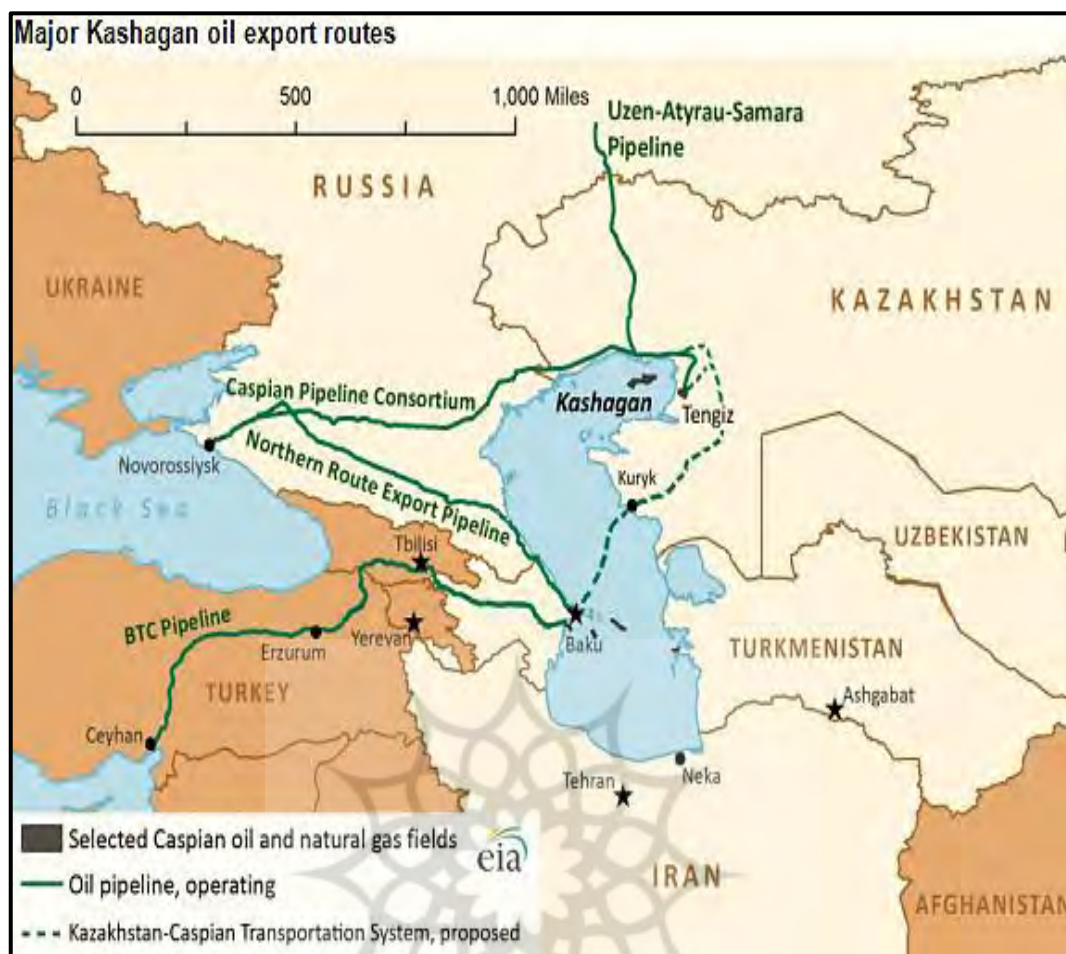 Major Kashagan oil export routes
0 500 1,000 Miles
Uzen-Atyrau-Samara
Pipeline
RUSSIA
UKRAINE
KAZAKHSTAN
Caspian Pipeline Consortium
Kashagan
Tengiz
Novorossiysk
Northern Route Export Pipeline
Kuryk
Black Sea
UZBEKISTAN
Tbilisi
BTC Pipeline
Erzurum
Yerevan
Baku
TURKMENISTAN
TURKEY
Ashgabat
Ceyhan
Tehran
Neka
Selected Caspian oil and natural gas fields
eia
Oil pipeline, operating
IRAN
AFGHANISTAN
Kazakhstan-Caspian Transportation System, proposed